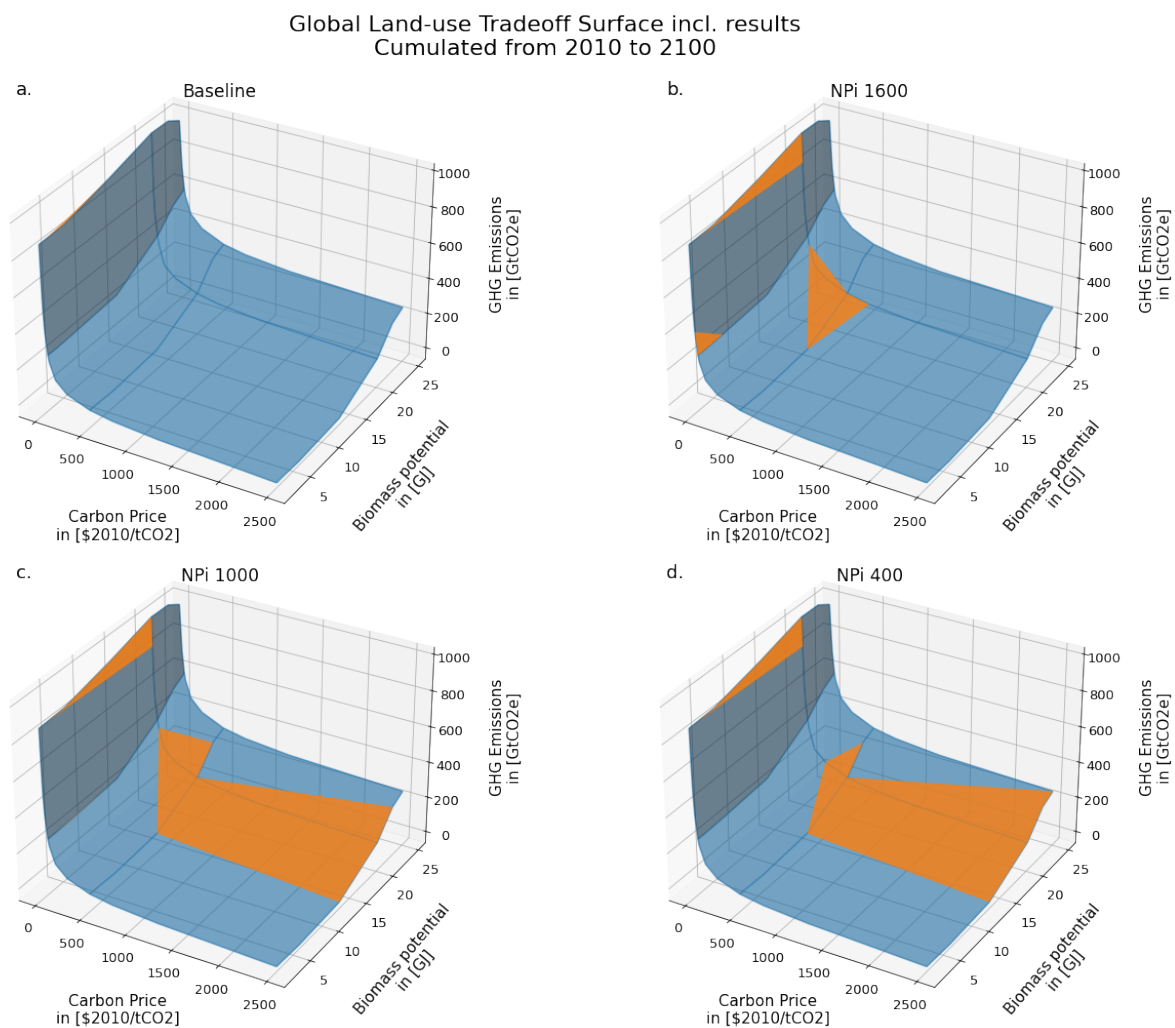 Global Land-use Tradeoff Surface incl. results
Cumulated from 2010 to 2100
a.
Baseline
1000
800
600
400
200
0
GHG Emissions
in [GtCO2e]
25
20
15
10
5
Biomass potential
in [GJ]
0
500
1000
1500
2000
2500
Carbon Price
in [$2010/tCO2]
b.
NPi 1600
1000
800
600
400
200
0
GHG Emissions
in [GtCO2e]
25
20
15
10
5
Biomass potential
in [GJ]
0
500
1000
1500
2000
2500
Carbon Price
in [$2010/tCO2]
c.
NPi 1000
1000
800
600
400
200
0
GHG Emissions
in [GtCO2e]
25
20
15
10
5
Biomass potential
in [GJ]
0
500
1000
1500
2000
2500
Carbon Price
in [$2010/tCO2]
d.
NPi 400
1000
800
600
400
200
0
GHG Emissions
in [GtCO2e]
25
20
15
10
5
Biomass potential
in [GJ]
0
500
1000
1500
2000
2500
Carbon Price
in [$2010/tCO2]